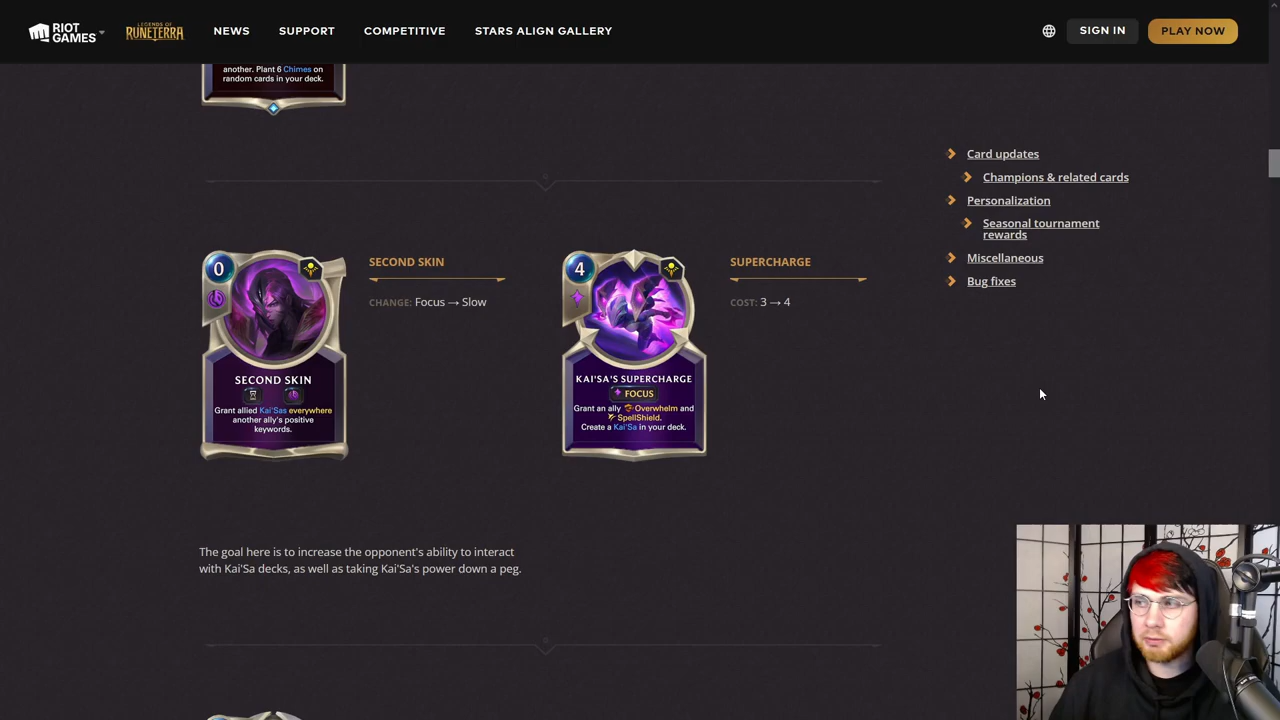 RIOT
GAMES
LEGENDS OF
RUNETERRA
NEWS
SUPPORT
COMPETITIVE
STARS ALIGN GALLERY
SIGN IN
PLAY NOW
another. Plant 6 Chimes on
random cards in your deck.
Card updates
Champions & related cards
Personalization
Seasonal tournament
rewards
Miscellaneous
Bug fixes
0
SECOND SKIN
Grant allied Kai'Sas everywhere
another ally's positive
keywords.
SECOND SKIN
CHANGE: Focus → Slow
4
KAI'SA'S SUPERCHARGE
FOCUS
Grant an ally Overwhelm and
SpellShield.
Create a Kai'Sa in your deck.
SUPERCHARGE
COST: 3 → 4
The goal here is to increase the opponent's ability to interact
with Kai'Sa decks, as well as taking Kai'Sa's power down a peg.